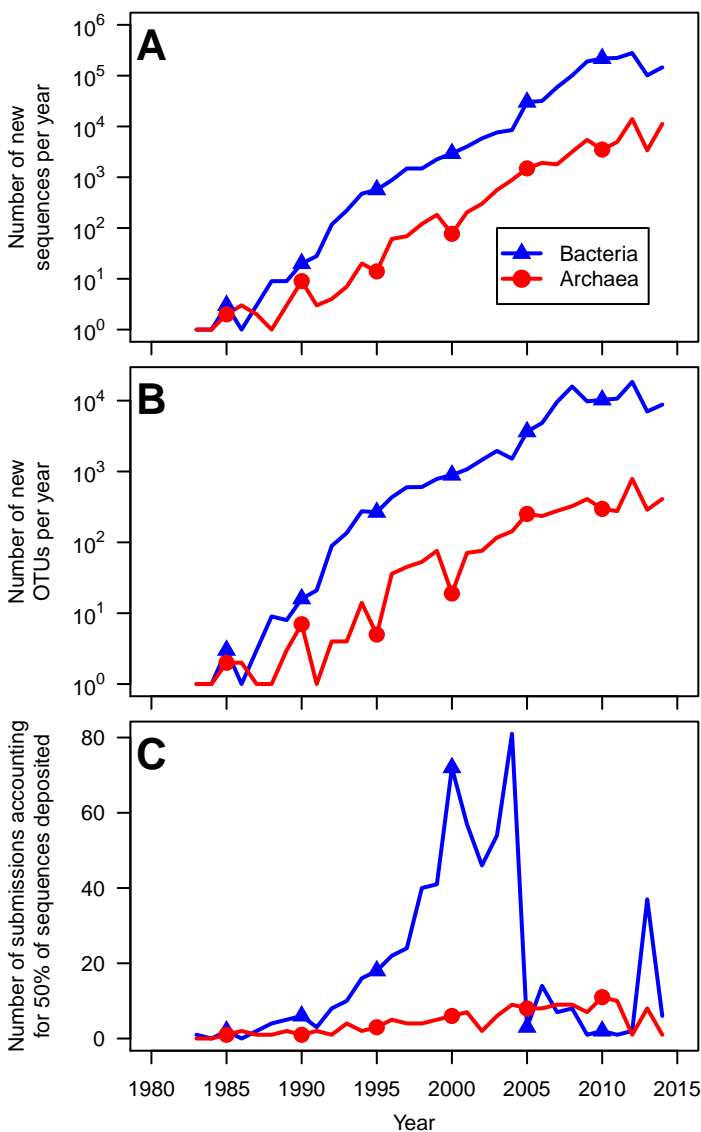 A
Number of new
sequences per year
10^6
10^5
10^4
10^3
10^2
10^1
10^0
Bacteria
Archaea
B
Number of new
OTUs per year
10^4
10^3
10^2
10^1
10^0
C
Number of submissions accounting
for 50% of sequences deposited
80
60
40
20
0
1980 1985 1990 1995 2000 2005 2010 2015
Year